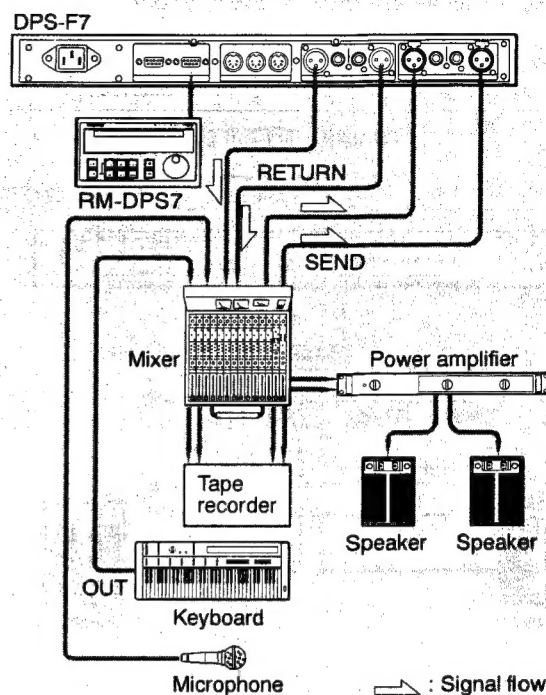 DPS-F7
RM-DPS7
RETURN
SEND
Mixer
Power amplifier
Tape
recorder
Speaker
Speaker
OUT
Keyboard
Microphone
: Signal flow